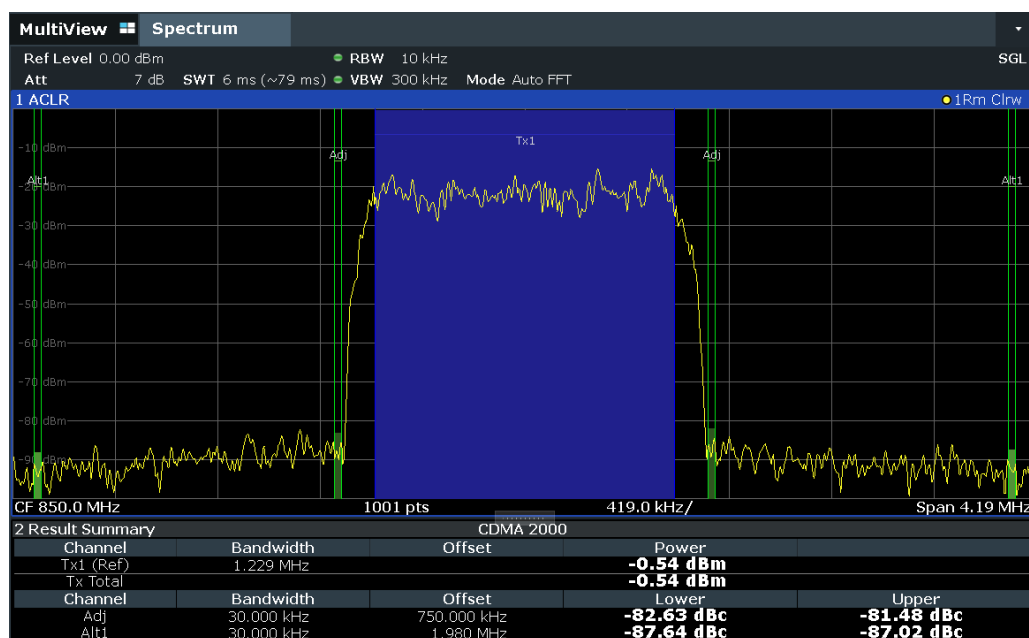 MultiView Spectrum
Ref Level 0.00 dBm RBW 10 kHz SGL
Att 7 dB SWT 6 ms (~79 ms) VBW 300 kHz Mode Auto FFT
1 ACLR 1Rm Clrw
Tx1
-10 dBm
Adj Adj
Alt1 Alt1
-20 dBm
-30 dBm
-40 dBm
-50 dBm
-60 dBm
-70 dBm
-80 dBm
-90 dBm
CF 850.0 MHz 1001 pts 419.0 kHz/ Span 4.19 MHz
2 Result Summary CDMA 2000
Channel Bandwidth Offset Power
Tx1 (Ref) 1.229 MHz -0.54 dBm
Tx Total -0.54 dBm
Channel Bandwidth Offset Lower Upper
Adj 30.000 kHz 750.000 kHz -82.63 dBc -81.48 dBc
Alt1 30.000 kHz 1.980 MHz -87.64 dBc -87.02 dBc